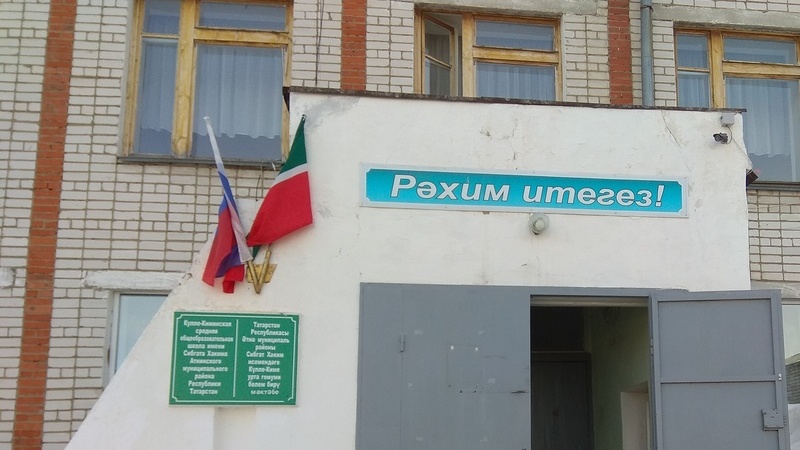 Рәхим итегез!
Кулле-Киминская
средняя
общеобразовательная
школа имени
Сибгата Хакима
Атнинского
муниципального
района
Республики
Татарстан
Татарстан
Республикасы
Әтнә муниципаль
районы
Сибгат Хәким
исемендәге
Күлле-Киме
урта гомуми
белем бирү
мәктәбе